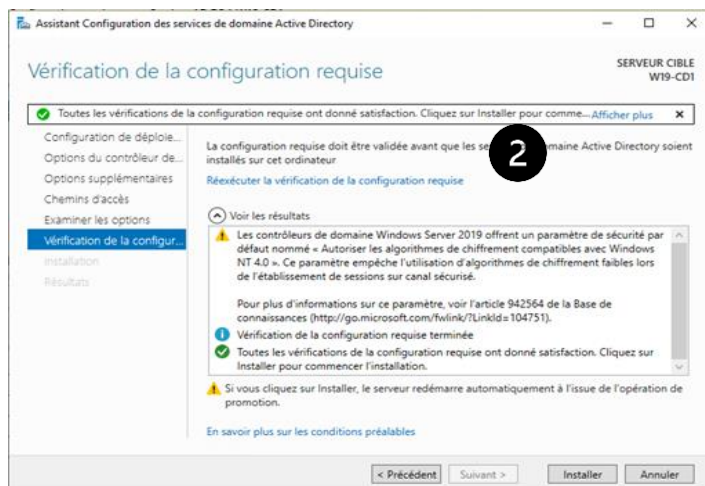 Assistant Configuration des services de domaine Active Directory
Vérification de la configuration requise
SERVEUR CIBLE
W19-CD1
Toutes les vérifications de la configuration requise ont donné satisfaction. Cliquez sur Installer pour comme... Afficher plus
Configuration de déploie...
Options du contrôleur de...
Options supplémentaires
Chemins d'accès
Examiner les options
Vérification de la configur...
Installation
Résultats
La configuration requise doit être validée avant que les se 2 omaine Active Directory soient
installés sur cet ordinateur
Réexécuter la vérification de la configuration requise
Voir les résultats
Les contrôleurs de domaine Windows Server 2019 offrent un paramètre de sécurité par
défaut nommé « Autoriser les algorithmes de chiffrement compatibles avec Windows
NT 4.0 ». Ce paramètre empêche l'utilisation d'algorithmes de chiffrement faibles lors
de l'établissement de sessions sur canal sécurisé.
Pour plus d'informations sur ce paramètre, voir l'article 942564 de la Base de
connaissances (http://go.microsoft.com/fwlink/?LinkId=104751).
Vérification de la configuration requise terminée
Toutes les vérifications de la configuration requise ont donné satisfaction. Cliquez sur
Installer pour commencer l'installation.
Si vous cliquez sur Installer, le serveur redémarre automatiquement à l'issue de l'opération de
promotion.
En savoir plus sur les conditions préalables
< Précédent Suivant > Installer Annuler